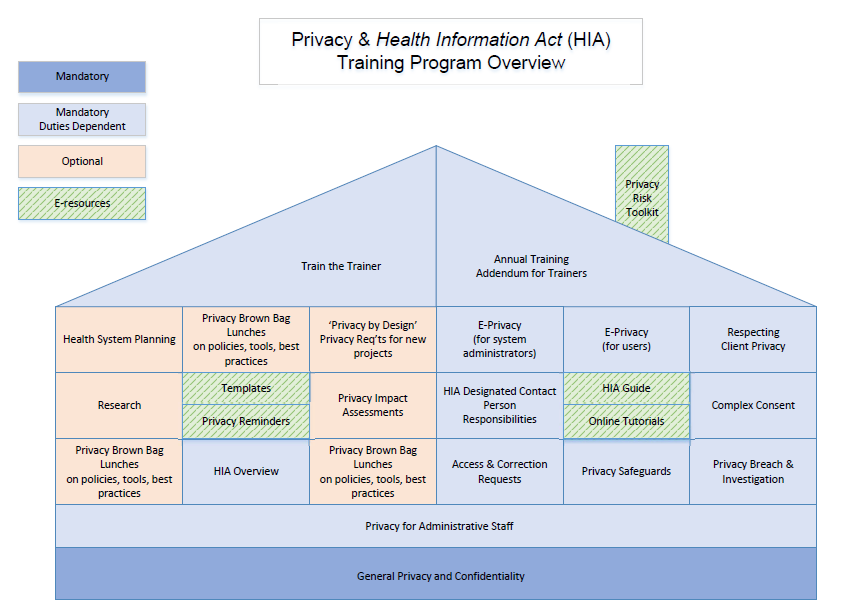 Privacy & Health Information Act (HIA)
Training Program Overview
Mandatory
Mandatory
Duties Dependent
Optional
E-resources
Privacy
Risk
Toolkit
Train the Trainer
Annual Training
Addendum for Trainers
Health System Planning
Privacy Brown Bag
Lunches
on policies, tools, best
practices
‘Privacy by Design’
Privacy Req’ts for new
projects
E-Privacy
(for system
administrators)
E-Privacy
(for users)
Respecting
Client Privacy
Research
Templates
Privacy Reminders
Privacy Impact
Assessments
HIA Designated Contact
Person
Responsibilities
HIA Guide
Online Tutorials
Complex Consent
Privacy Brown Bag
Lunches
on policies, tools, best
practices
HIA Overview
Privacy Brown Bag
Lunches
on policies, tools, best
practices
Access & Correction
Requests
Privacy Safeguards
Privacy Breach &
Investigation
Privacy for Administrative Staff
General Privacy and Confidentiality